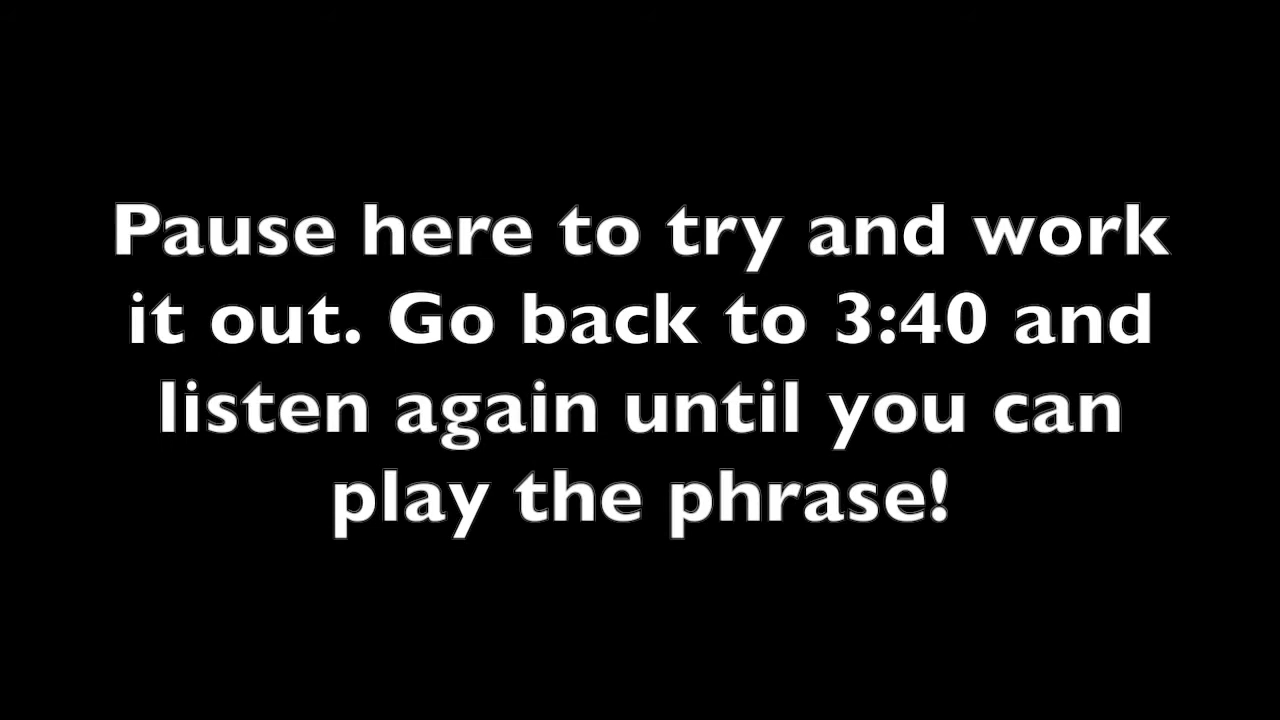 Pause here to try and work
it out. Go back to 3:40 and
listen again until you can
play the phrase!